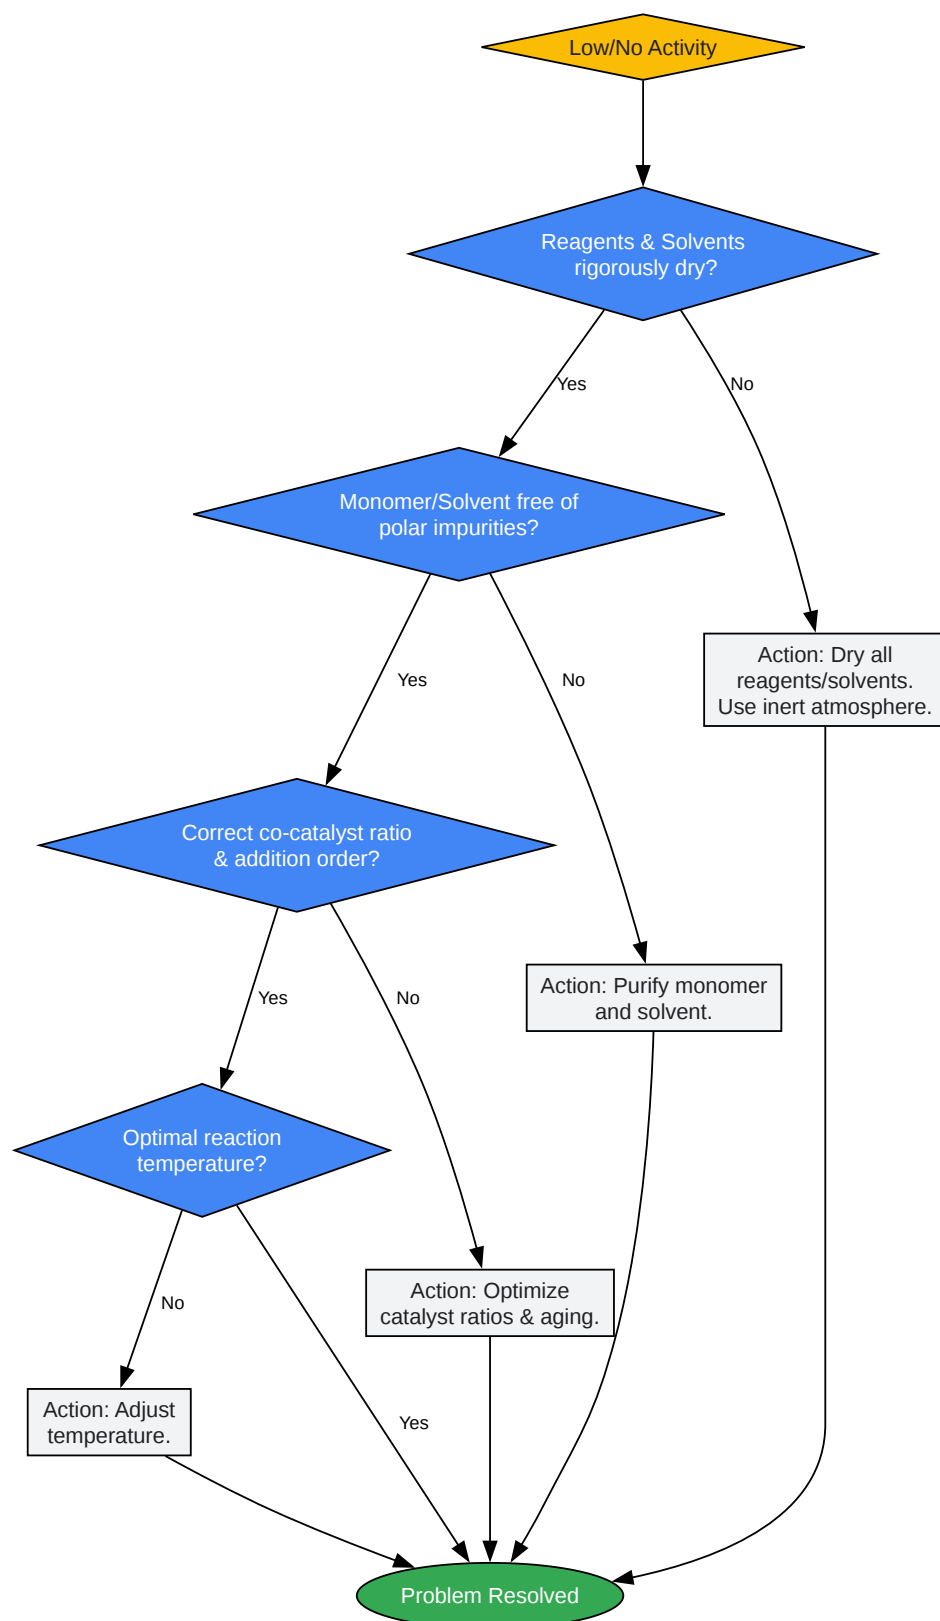 Low/No Activity
Reagents & Solvents
rigorously dry?
Yes
No
Monomer/Solvent free of
polar impurities?
Yes
No
Action: Dry all
reagents/solvents.
Use inert atmosphere.
Correct co-catalyst ratio
& addition order?
Yes
No
Action: Purify monomer
and solvent.
Optimal reaction
temperature?
No
Yes
Action: Optimize
catalyst ratios & aging.
Action: Adjust
temperature.
Problem Resolved